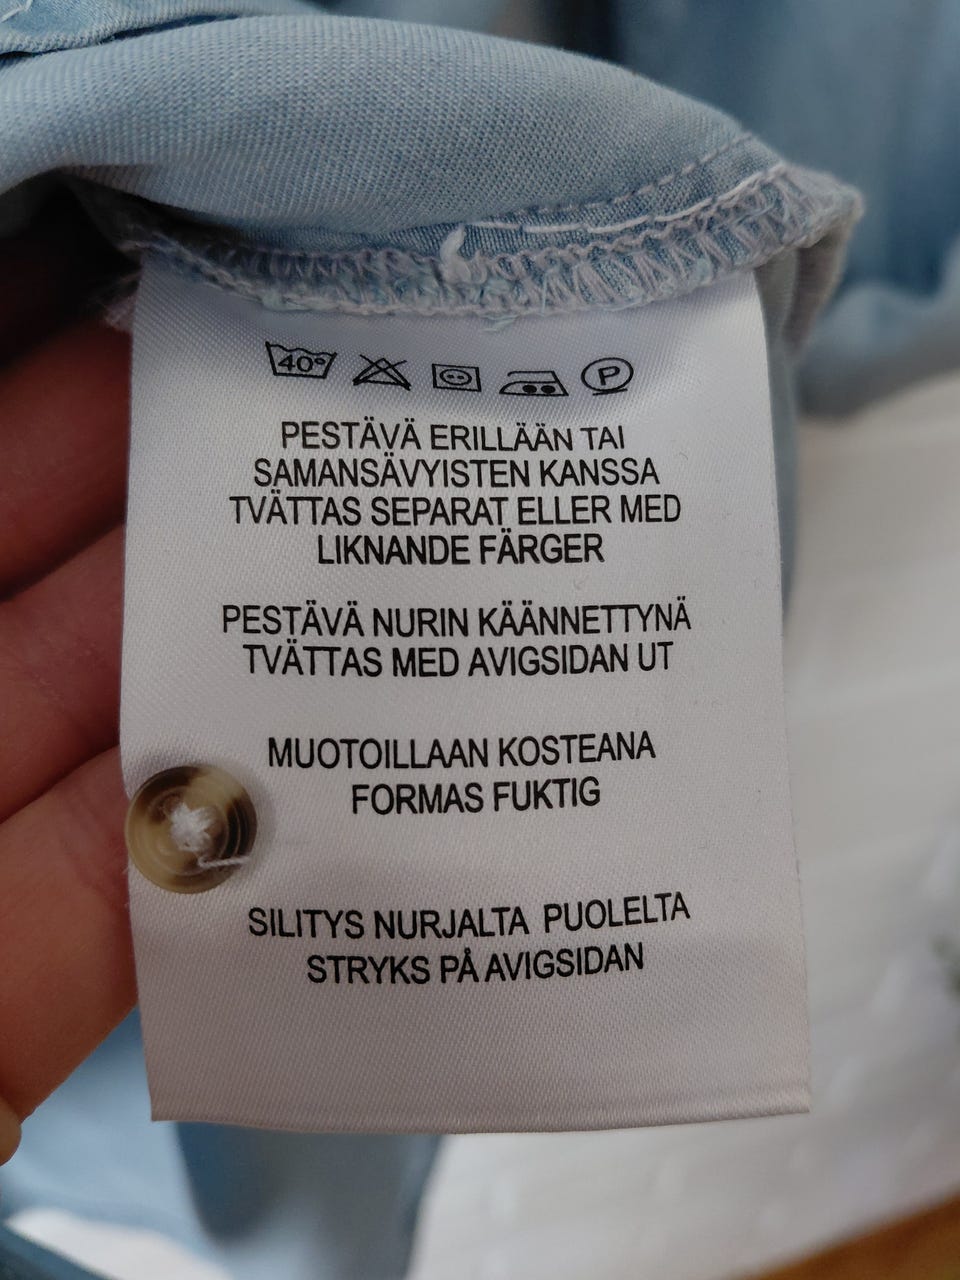 40° P
PESTÄVÄ ERILLÄÄN TAI
SAMANSÄVYISTEN KANSSA
TVÄTTAS SEPARAT ELLER MED
LIKNANDE FÄRGER
PESTÄVÄ NURIN KÄÄNNETTYNÄ
TVÄTTAS MED AVIGSIDAN UT
MUOTOILLAAN KOSTEANA
FORMAS FUKTIG
SILITYS NURJALTA PUOLELTA
STRYKS PÅ AVIGSIDAN